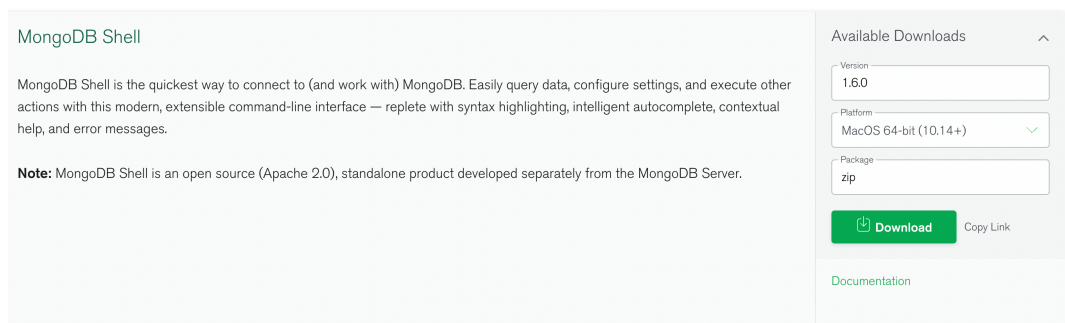 MongoDB Shell
MongoDB Shell is the quickest way to connect to (and work with) MongoDB. Easily query data, configure settings, and execute other
actions with this modern, extensible command-line interface — replete with syntax highlighting, intelligent autocomplete, contextual
help, and error messages.
Note: MongoDB Shell is an open source (Apache 2.0), standalone product developed separately from the MongoDB Server.
Available Downloads
Version
1.6.0
Platform
MacOS 64-bit (10.14+)
Package
zip
Download
Copy Link
Documentation